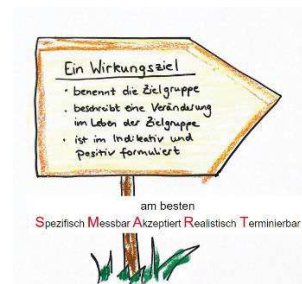 Ein Wirkungsziel
• benennt die Zielgruppe
• beschreibt eine Veränderung
im Leben der Zielgruppe
• ist im Indikativ und
positiv formuliert
am besten
Spezifisch Messbar Akzeptiert Realistisch Terminierbar